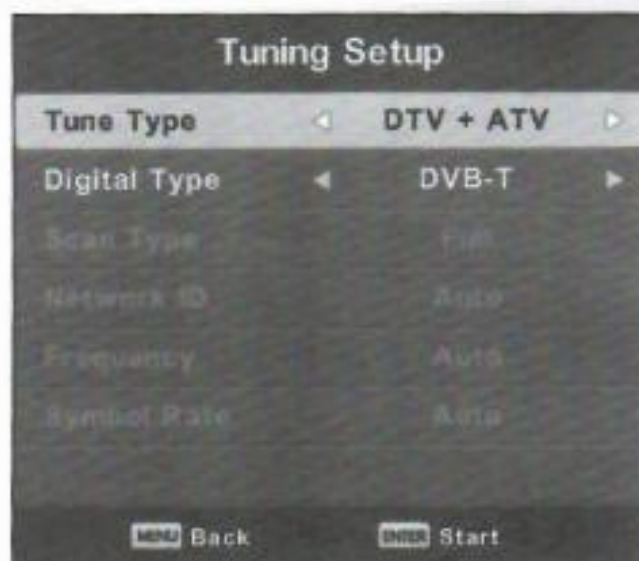 Tuning Setup
Tune Type DTV + ATV
Digital Type DVB-T
Scan Type Full
Network ID Auto
Frequency Auto
Symbol Rate Auto
MENU Back ENTER Start